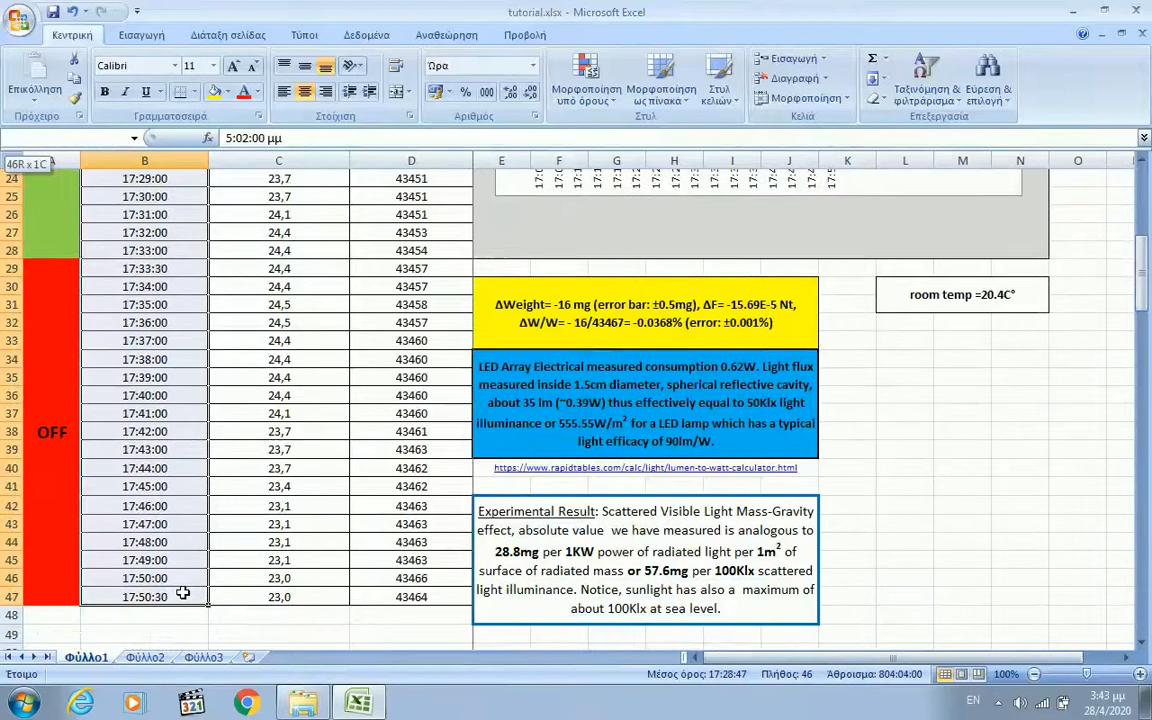 tutorial.xlsx - Microsoft Excel
Κεντρική Εισαγωγή Διάταξη σελίδας Τύποι Δεδομένα Αναθεώρηση Προβολή
Επικόλληση
Calibri 11
Ώρα
Μορφοποίηση υπό όρους
Μορφοποίηση ως πίνακα
Στυλ κελιών
Εισαγωγή
Διαγραφή
Μορφοποίηση
Ταξινόμηση & φιλτράρισμα
Εύρεση & επιλογή
Πρόχειρο Γραμματοσειρά Στοίχιση Αριθμός Στυλ Κελιά Επεξεργασία
46R x 1C
5:02:00 μμ
B C D E F G H I J K L M N O
24 17:29:00 23,7 43451
25 17:30:00 23,7 43451
26 17:31:00 24,1 43451
27 17:32:00 24,4 43453
28 17:33:00 24,4 43454
29 17:33:30 24,4 43457
30 17:34:00 24,4 43457
31 17:35:00 24,5 43458
32 17:36:00 24,5 43457
33 17:37:00 24,4 43460
34 17:38:00 24,4 43460
35 17:39:00 24,4 43460
36 17:40:00 24,4 43460
37 17:41:00 24,1 43460
38 17:42:00 23,7 43461
39 17:43:00 23,7 43461
40 17:44:00 23,7 43462
41 17:45:00 23,4 43462
42 17:46:00 23,1 43463
43 17:47:00 23,1 43463
44 17:48:00 23,1 43463
45 17:49:00 23,1 43463
46 17:50:00 23,0 43466
47 17:50:30 23,0 43464
48
49
OFF
ΔWeight= -16 mg (error bar: ±0.5mg), ΔF= -15.69E-5 Nt,
ΔW/W= - 16/43467= -0.0368% (error: ±0.001%)
room temp =20.4C°
LED Array Electrical measured consumption 0.62W. Light flux
measured inside 1.5cm diameter, spherical reflective cavity,
about 35 lm (~0.39W) thus effectively equal to 50Klx light
illuminance or 555.55W/m² for a LED lamp which has a typical
light efficacy of 90lm/W.
https://www.rapidtables.com/calc/light/lumen-to-watt-calculator.html
Experimental Result: Scattered Visible Light Mass-Gravity
effect, absolute value we have measured is analogous to
28.8mg per 1KW power of radiated light per 1m² of
surface of radiated mass or 57.6mg per 100Klx scattered
light illuminance. Notice, sunlight has also a maximum of
about 100Klx at sea level.
Φύλλο1 Φύλλο2 Φύλλο3
Έτοιμο Μέσος όρος: 17:28:47 Πλήθος: 46 Άθροισμα: 804:04:00 100%
EN
3:43 μμ
28/4/2020